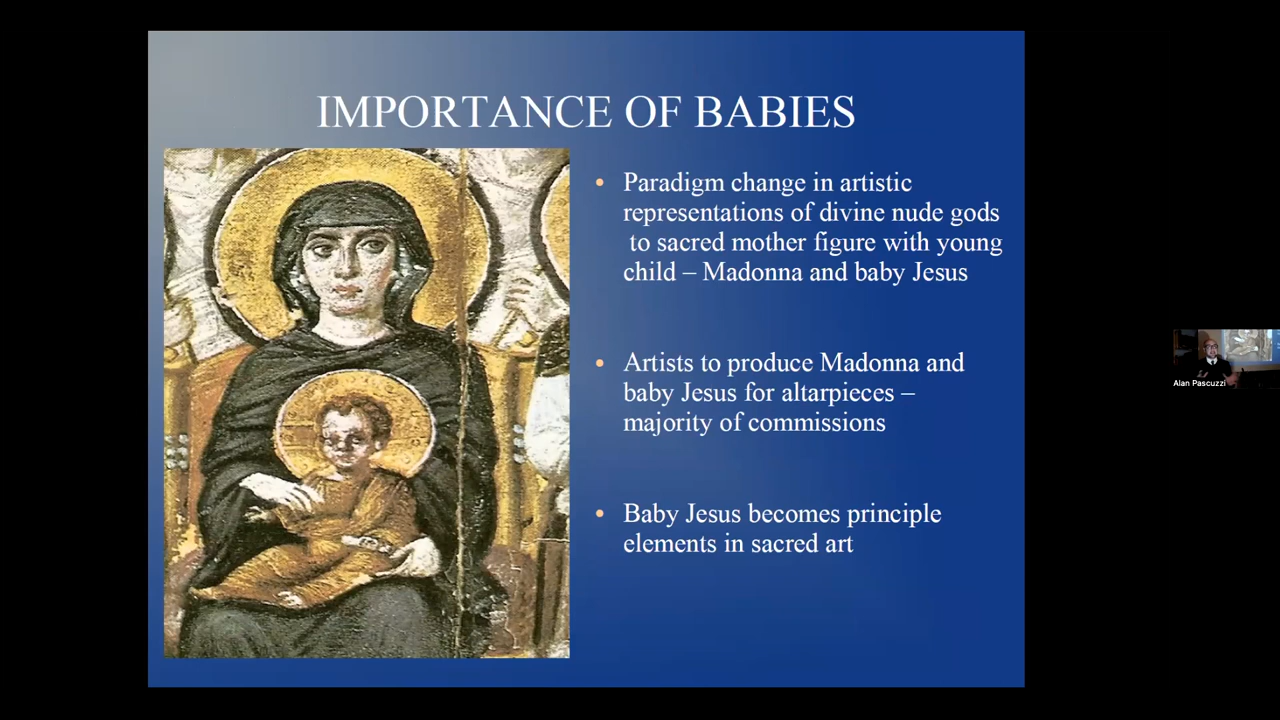 IMPORTANCE OF BABIES
• Paradigm change in artistic
representations of divine nude gods
to sacred mother figure with young
child – Madonna and baby Jesus
• Artists to produce Madonna and
baby Jesus for altarpieces –
majority of commissions
• Baby Jesus becomes principle
elements in sacred art
Alan Pascuzzi